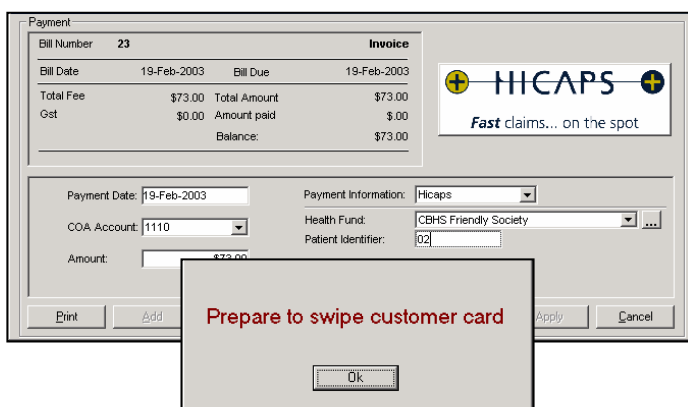 Payment
Bill Number 23 Invoice
Bill Date 19-Feb-2003 Bill Due 19-Feb-2003
Total Fee $73.00 Total Amount $73.00
Gst $0.00 Amount paid $.00
Balance: $73.00
HICAPS
Fast claims... on the spot
Payment Date: 19-Feb-2003 Payment Information: Hicaps
COA Account: 1110 Health Fund: CBHS Friendly Society ...
Patient Identifier: 02
Amount: $73.00
Prepare to swipe customer card
Print Add Apply Cancel
Ok